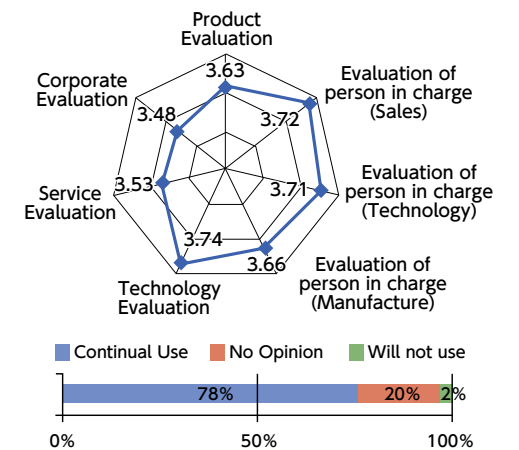 Product
Evaluation
3.63
Evaluation of
person in charge
(Sales)
3.72
Corporate
Evaluation
3.48
Evaluation of
person in charge
(Technology)
3.71
Service
Evaluation
3.53
3.74
Technology
Evaluation
3.66
Evaluation of
person in charge
(Manufacture)
Continual Use
No Opinion
Will not use
78%
20%
2%
0%
50%
100%